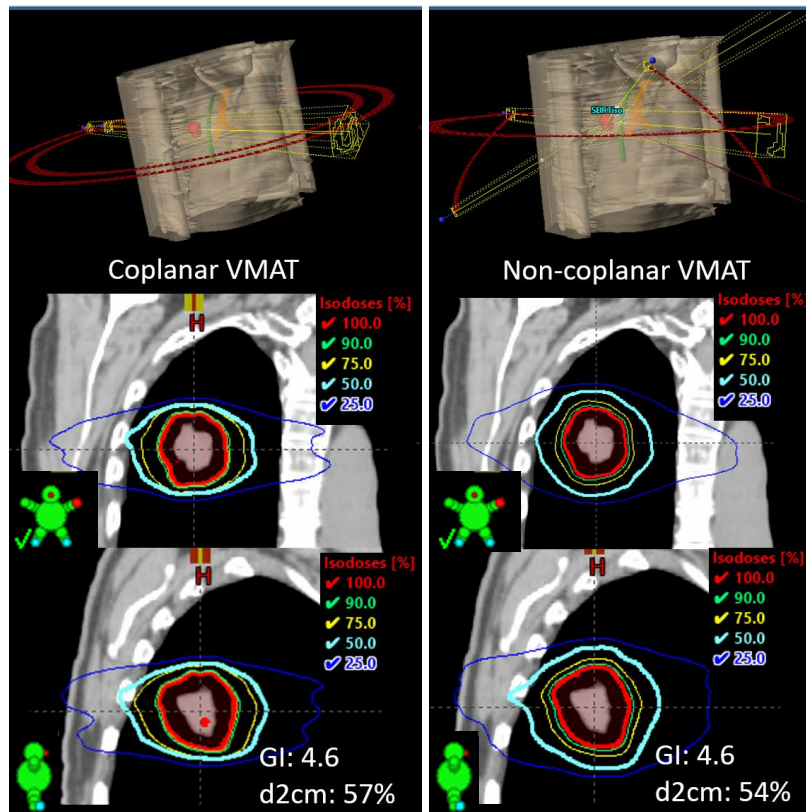 SBRTiso
Coplanar VMAT
Non-coplanar VMAT
Isodoses [%]
100.0
90.0
75.0
50.0
25.0
H
Isodoses [%]
100.0
90.0
75.0
50.0
25.0
H
Isodoses [%]
100.0
90.0
75.0
50.0
25.0
GI: 4.6
d2cm: 57%
H
Isodoses [%]
100.0
90.0
75.0
50.0
25.0
GI: 4.6
d2cm: 54%